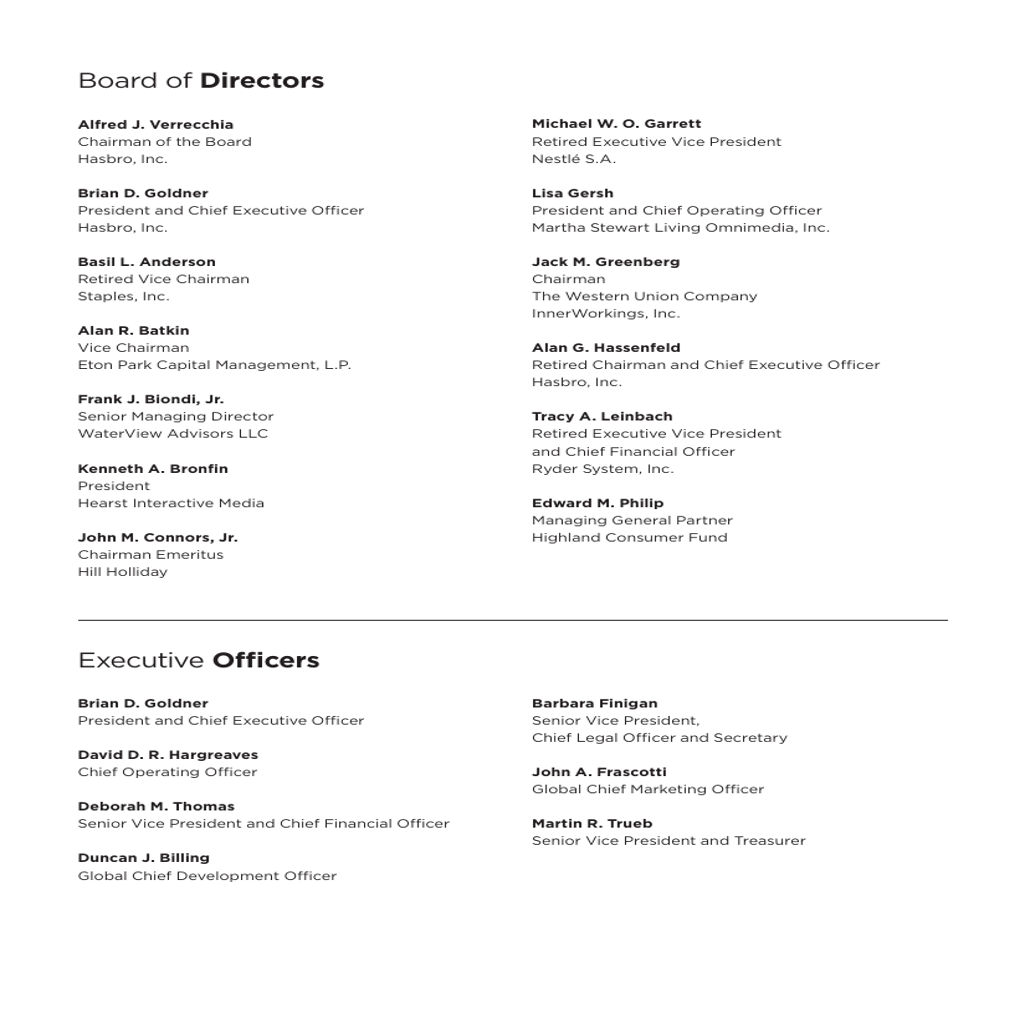 Board of Directors
Alfred J. Verrecchia
Chairman of the Board
Hasbro, Inc.
Brian D. Goldner
President and Chief Executive Officer
Hasbro, Inc.
Basil L. Anderson
Retired Vice Chairman
Staples, Inc.
Alan R. Batkin
Vice Chairman
Eton Park Capital Management, L.P.
Frank J. Biondi, Jr.
Senior Managing Director
WaterView Advisors LLC
Kenneth A. Bronfin
President
Hearst Interactive Media
John M. Connors, Jr.
Chairman Emeritus
Hill Holliday
Michael W. O. Garrett
Retired Executive Vice President
Nestlé S.A.
Lisa Gersh
President and Chief Operating Officer
Martha Stewart Living Omnimedia, Inc.
Jack M. Greenberg
Chairman
The Western Union Company
InnerWorkings, Inc.
Alan G. Hassenfeld
Retired Chairman and Chief Executive Officer
Hasbro, Inc.
Tracy A. Leinbach
Retired Executive Vice President
and Chief Financial Officer
Ryder System, Inc.
Edward M. Philip
Managing General Partner
Highland Consumer Fund
Executive Officers
Brian D. Goldner
President and Chief Executive Officer
David D. R. Hargreaves
Chief Operating Officer
Deborah M. Thomas
Senior Vice President and Chief Financial Officer
Duncan J. Billing
Global Chief Development Officer
Barbara Finigan
Senior Vice President,
Chief Legal Officer and Secretary
John A. Frascotti
Global Chief Marketing Officer
Martin R. Trueb
Senior Vice President and Treasurer